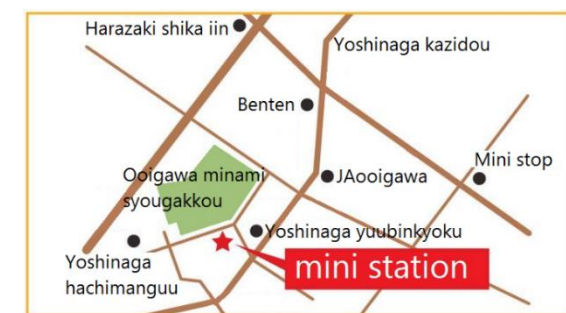 Harazaki shika iin
Yoshinaga kazidou
Benten
Mini stop
Ooigawa minami
syougakkou
JAooigawa
Yoshinaga yuubinkyoku
Yoshinaga
hachimanguu
mini station